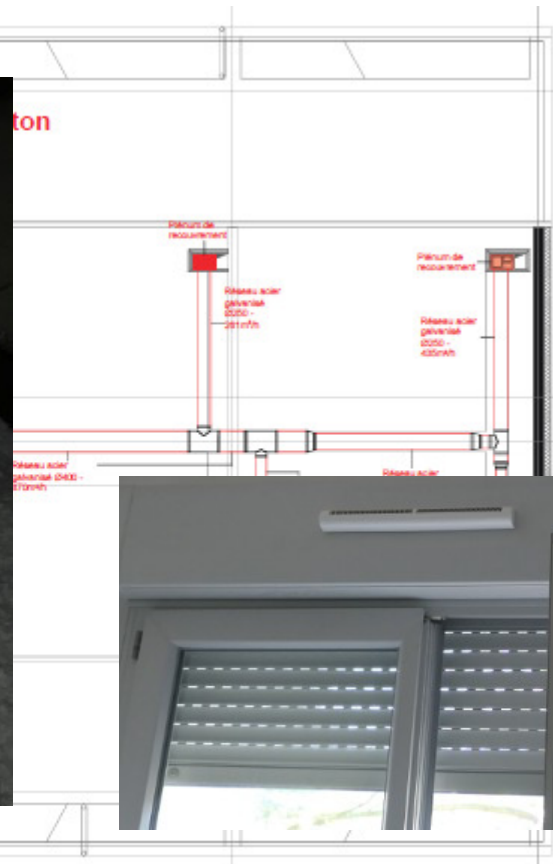 ton
Plénum de
recouvrement
Réseau acier
galvanisé
Ø250 -
Plénum de
recouvrement
Réseau acier
galvanisé
Ø250 -
435m³/h
Réseau acier
galvanisé Ø400 -
Réseau acier